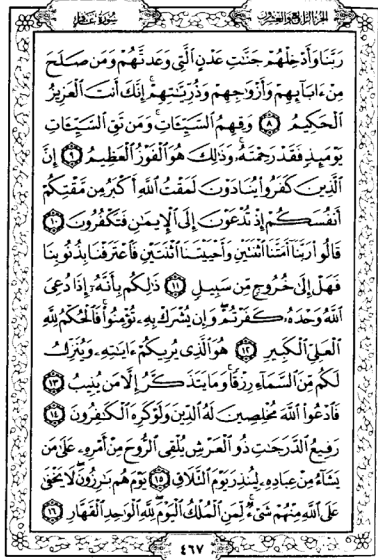 الجزء الرابع والعشرون سورة غافر
رَبَّنَا وَأَدْخِلْهُمْ جَنَّٰتِ عَدْنٍ ٱلَّتِى وَعَدتَّهُمْ وَمَن صَلَحَ
مِنْ ءَابَآئِهِمْ وَأَزْوَٰجِهِمْ وَذُرِّيَّٰتِهِمْ ۚ إِنَّكَ أَنتَ ٱلْعَزِيزُ
ٱلْحَكِيمُ ٨ وَقِهِمُ ٱلسَّيِّـَٔاتِ ۚ وَمَن تَقِ ٱلسَّيِّـَٔاتِ
يَوْمَئِذٍ فَقَدْ رَحِمْتَهُۥ ۚ وَذَٰلِكَ هُوَ ٱلْفَوْزُ ٱلْعَظِيمُ ٩ إِنَّ
ٱلَّذِينَ كَفَرُوا۟ يُنَادَوْنَ لَمَقْتُ ٱللَّهِ أَكْبَرُ مِن مَّقْتِكُمْ
أَنفُسَكُمْ إِذْ تُدْعَوْنَ إِلَى ٱلْإِيمَٰنِ فَتَكْفُرُونَ ١٠
قَالُوا۟ رَبَّنَآ أَمَتَّنَا ٱثْنَتَيْنِ وَأَحْيَيْتَنَا ٱثْنَتَيْنِ فَٱعْتَرَفْنَا بِذُنُوبِنَا
فَهَلْ إِلَىٰ خُرُوجٍ مِّن سَبِيلٍ ١١ ذَٰلِكُم بِأَنَّهُۥٓ إِذَا دُعِىَ
ٱللَّهُ وَحْدَهُۥ كَفَرْتُمْ ۖ وَإِن يُشْرَكْ بِهِۦ تُؤْمِنُوا۟ ۚ فَٱلْحُكْمُ لِلَّهِ
ٱلْعَلِىِّ ٱلْكَبِيرِ ١٢ هُوَ ٱلَّذِى يُرِيكُمْ ءَايَٰتِهِۦ وَيُنَزِّلُ
لَكُم مِّنَ ٱلسَّمَآءِ رِزْقًا ۚ وَمَا يَتَذَكَّرُ إِلَّا مَن يُنِيبُ ١٣
فَٱدْعُوا۟ ٱللَّهَ مُخْلِصِينَ لَهُ ٱلدِّينَ وَلَوْ كَرِهَ ٱلْكَٰفِرُونَ ١٤
رَفِيعُ ٱلدَّرَجَٰتِ ذُو ٱلْعَرْشِ يُلْقِى ٱلرُّوحَ مِنْ أَمْرِهِۦ عَلَىٰ مَن
يَشَآءُ مِنْ عِبَادِهِۦ لِيُنذِرَ يَوْمَ ٱلتَّلَاقِ ١٥ يَوْمَ هُم بَٰرِزُونَ ۖ لَا يَخْفَىٰ
عَلَى ٱللَّهِ مِنْهُمْ شَىْءٌ ۚ لِّمَنِ ٱلْمُلْكُ ٱلْيَوْمَ ۖ لِلَّهِ ٱلْوَٰحِدِ ٱلْقَهَّارِ ١٦
٤٦٧